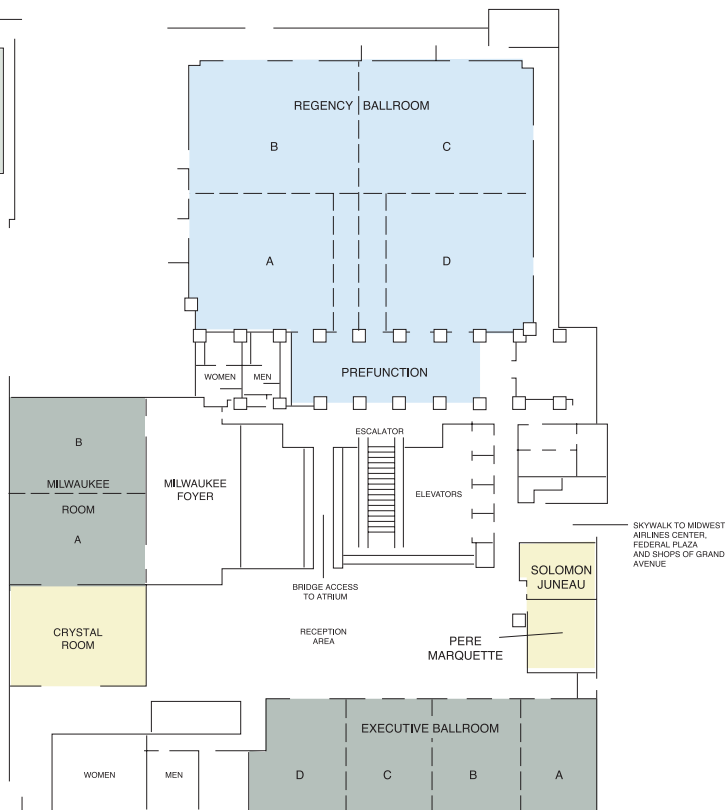 REGENCY BALLROOM
B
C
A
D
WOMEN
MEN
PREFUNCTION
ESCALATOR
B
MILWAUKEE
ROOM
A
MILWAUKEE
FOYER
ELEVATORS
SKYWALK TO MIDWEST
AIRLINES CENTER,
FEDERAL PLAZA
AND SHOPS OF GRAND
AVENUE
SOLOMON
JUNEAU
BRIDGE ACCESS
TO ATRIUM
CRYSTAL
ROOM
RECEPTION
AREA
PERE
MARQUETTE
EXECUTIVE BALLROOM
WOMEN
MEN
D
C
B
A